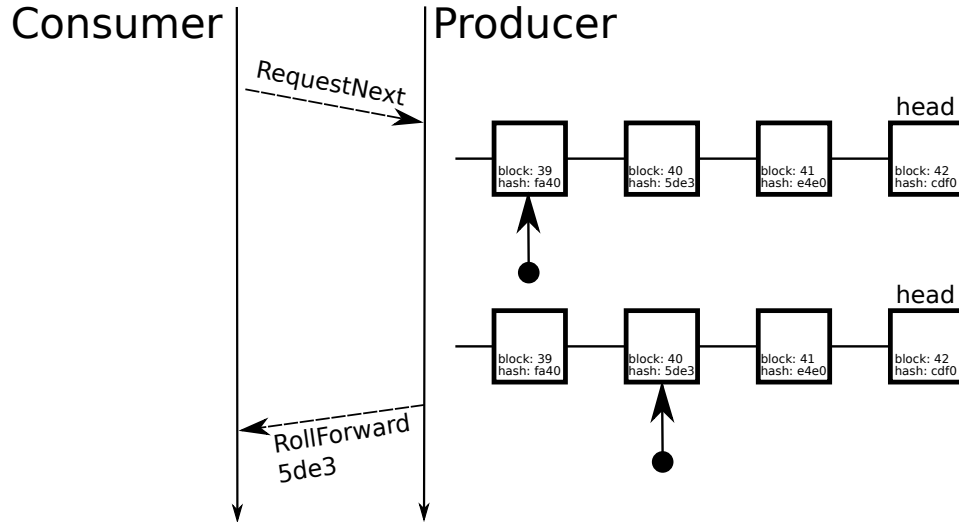 Consumer
Producer
RequestNext
head
block: 39
hash: fa40
block: 40
hash: 5de3
block: 41
hash: e4e0
block: 42
hash: cdf0
head
block: 39
hash: fa40
block: 40
hash: 5de3
block: 41
hash: e4e0
block: 42
hash: cdf0
RollForward
5de3